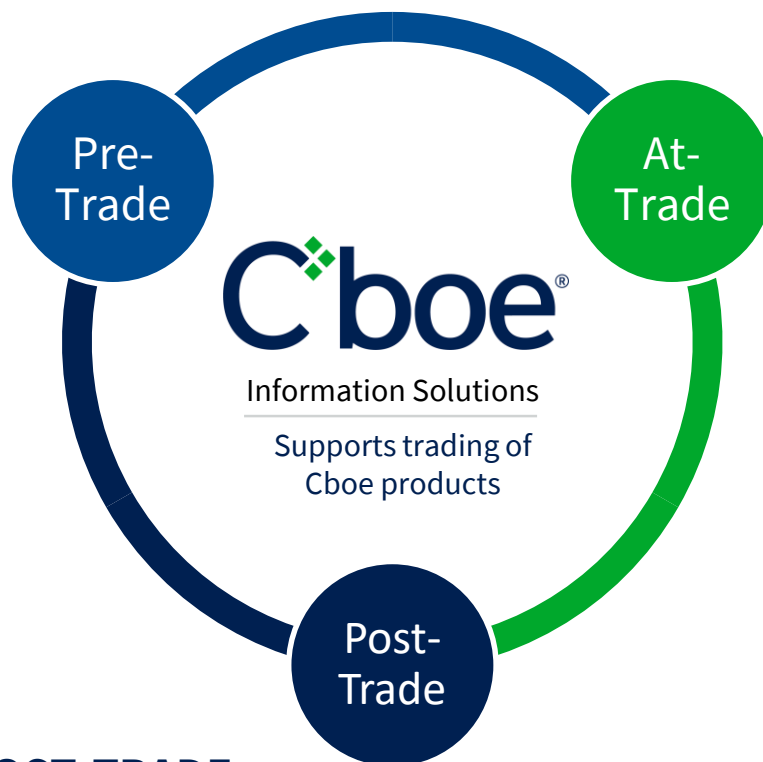 Pre-
Trade
At-
Trade
Cboe®
Information Solutions
Supports trading of
Cboe products
Post-
Trade